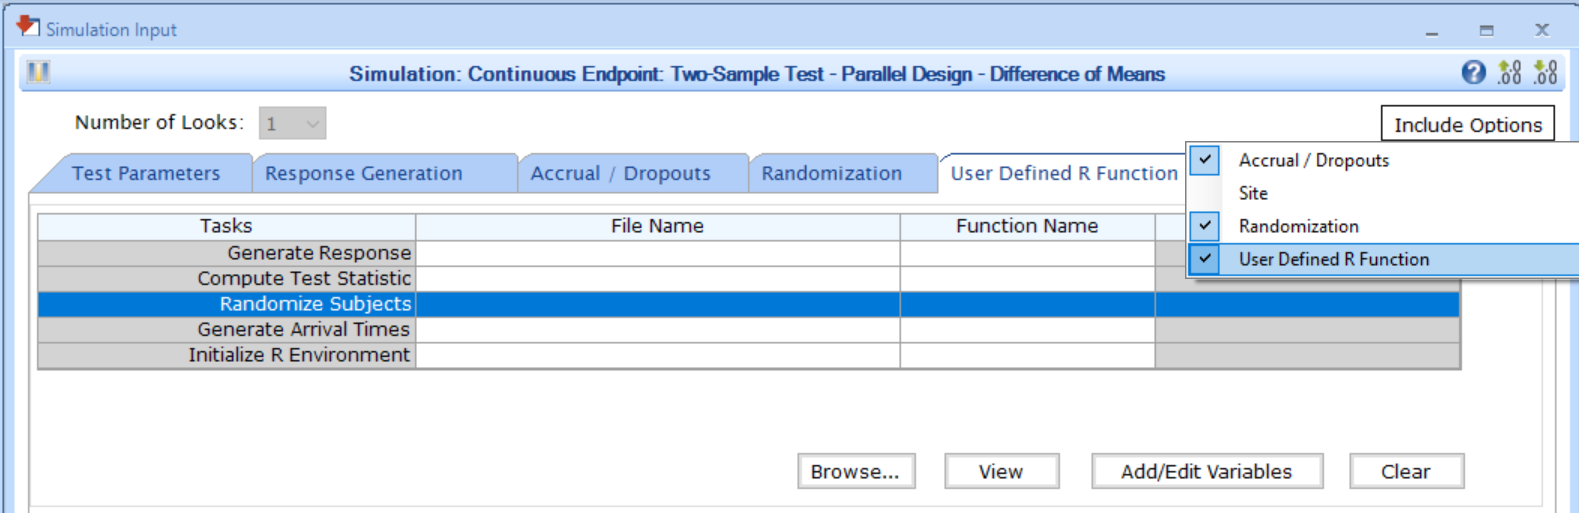 Simulation Input
Simulation: Continuous Endpoint: Two-Sample Test - Parallel Design - Difference of Means
Number of Looks: 1
Include Options
Test Parameters Response Generation Accrual / Dropouts Randomization User Defined R Function
Accrual / Dropouts
Site
Randomization
User Defined R Function
Tasks File Name Function Name
Generate Response
Compute Test Statistic
Randomize Subjects
Generate Arrival Times
Initialize R Environment
Browse... View Add/Edit Variables Clear